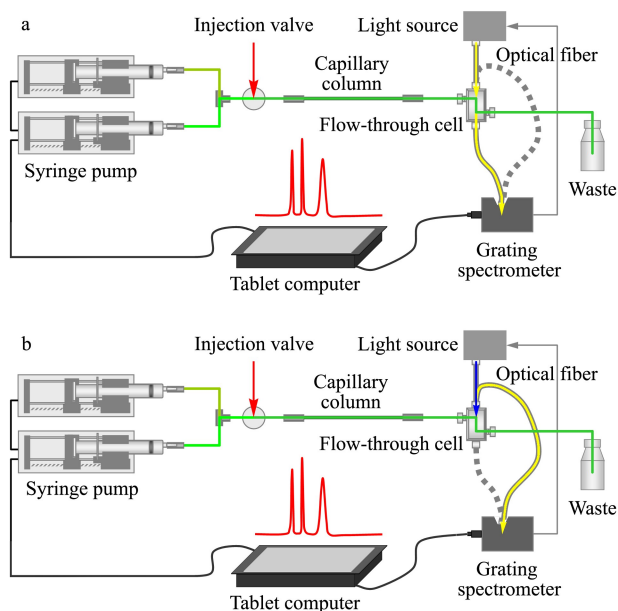 a
Injection valve
Light source
Optical fiber
Capillary
column
Flow-through cell
Syringe pump
Waste
Grating
spectrometer
Tablet computer
b
Injection valve
Light source
Optical fiber
Capillary
column
Flow-through cell
Syringe pump
Waste
Grating
spectrometer
Tablet computer